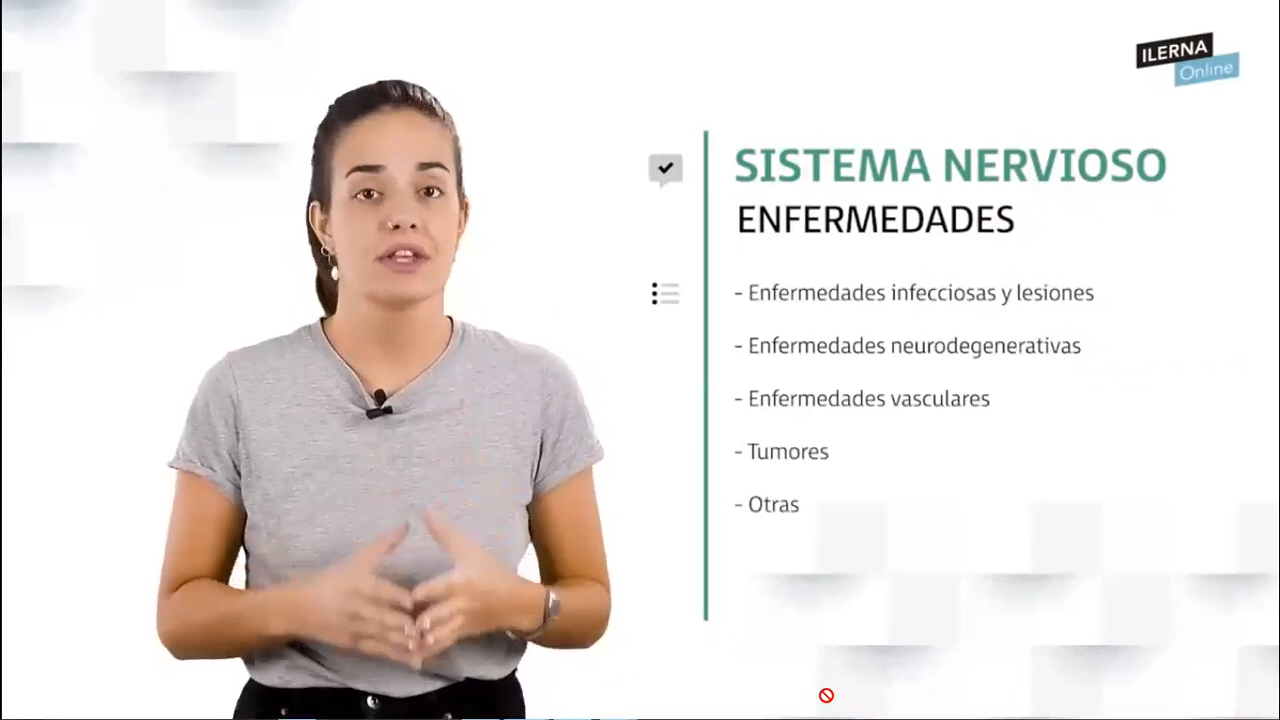 ILERNA
Online
SISTEMA NERVIOSO
ENFERMEDADES
- Enfermedades infecciosas y lesiones
- Enfermedades neurodegenerativas
- Enfermedades vasculares
- Tumores
- Otras